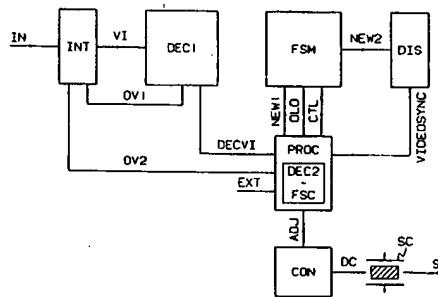 IN
INT
VI
DEC1
FSM
NEW2
DIS
OV1
NEW1
OLD
CTL
VIDEOSYNC
DECVI
PROC
OV2
DEC2
FSC
EXT
ADJ
CON
DC
SC
S